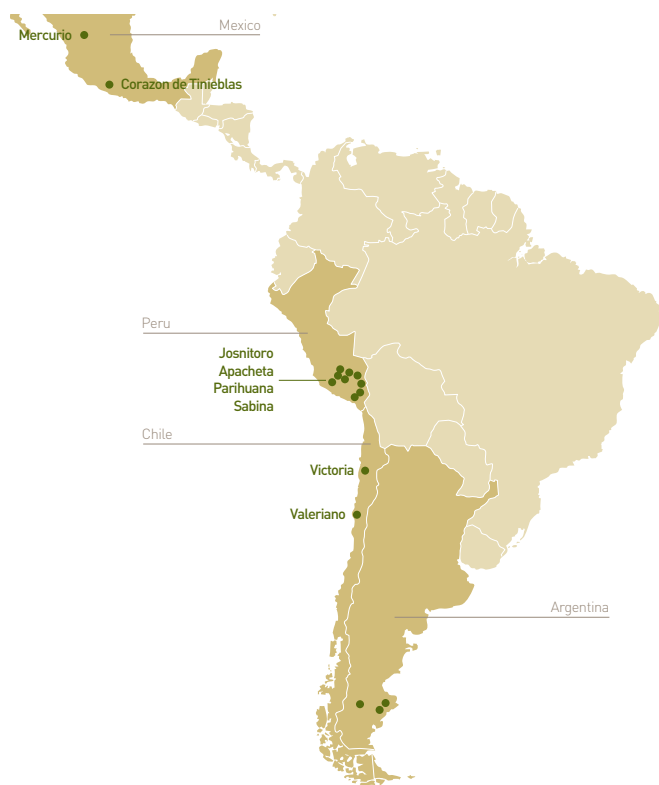 Mexico
Mercurio
Corazon de Tinieblas
Peru
Josnitoro
Apacheta
Parihuana
Sabina
Chile
Victoria
Valeriano
Argentina